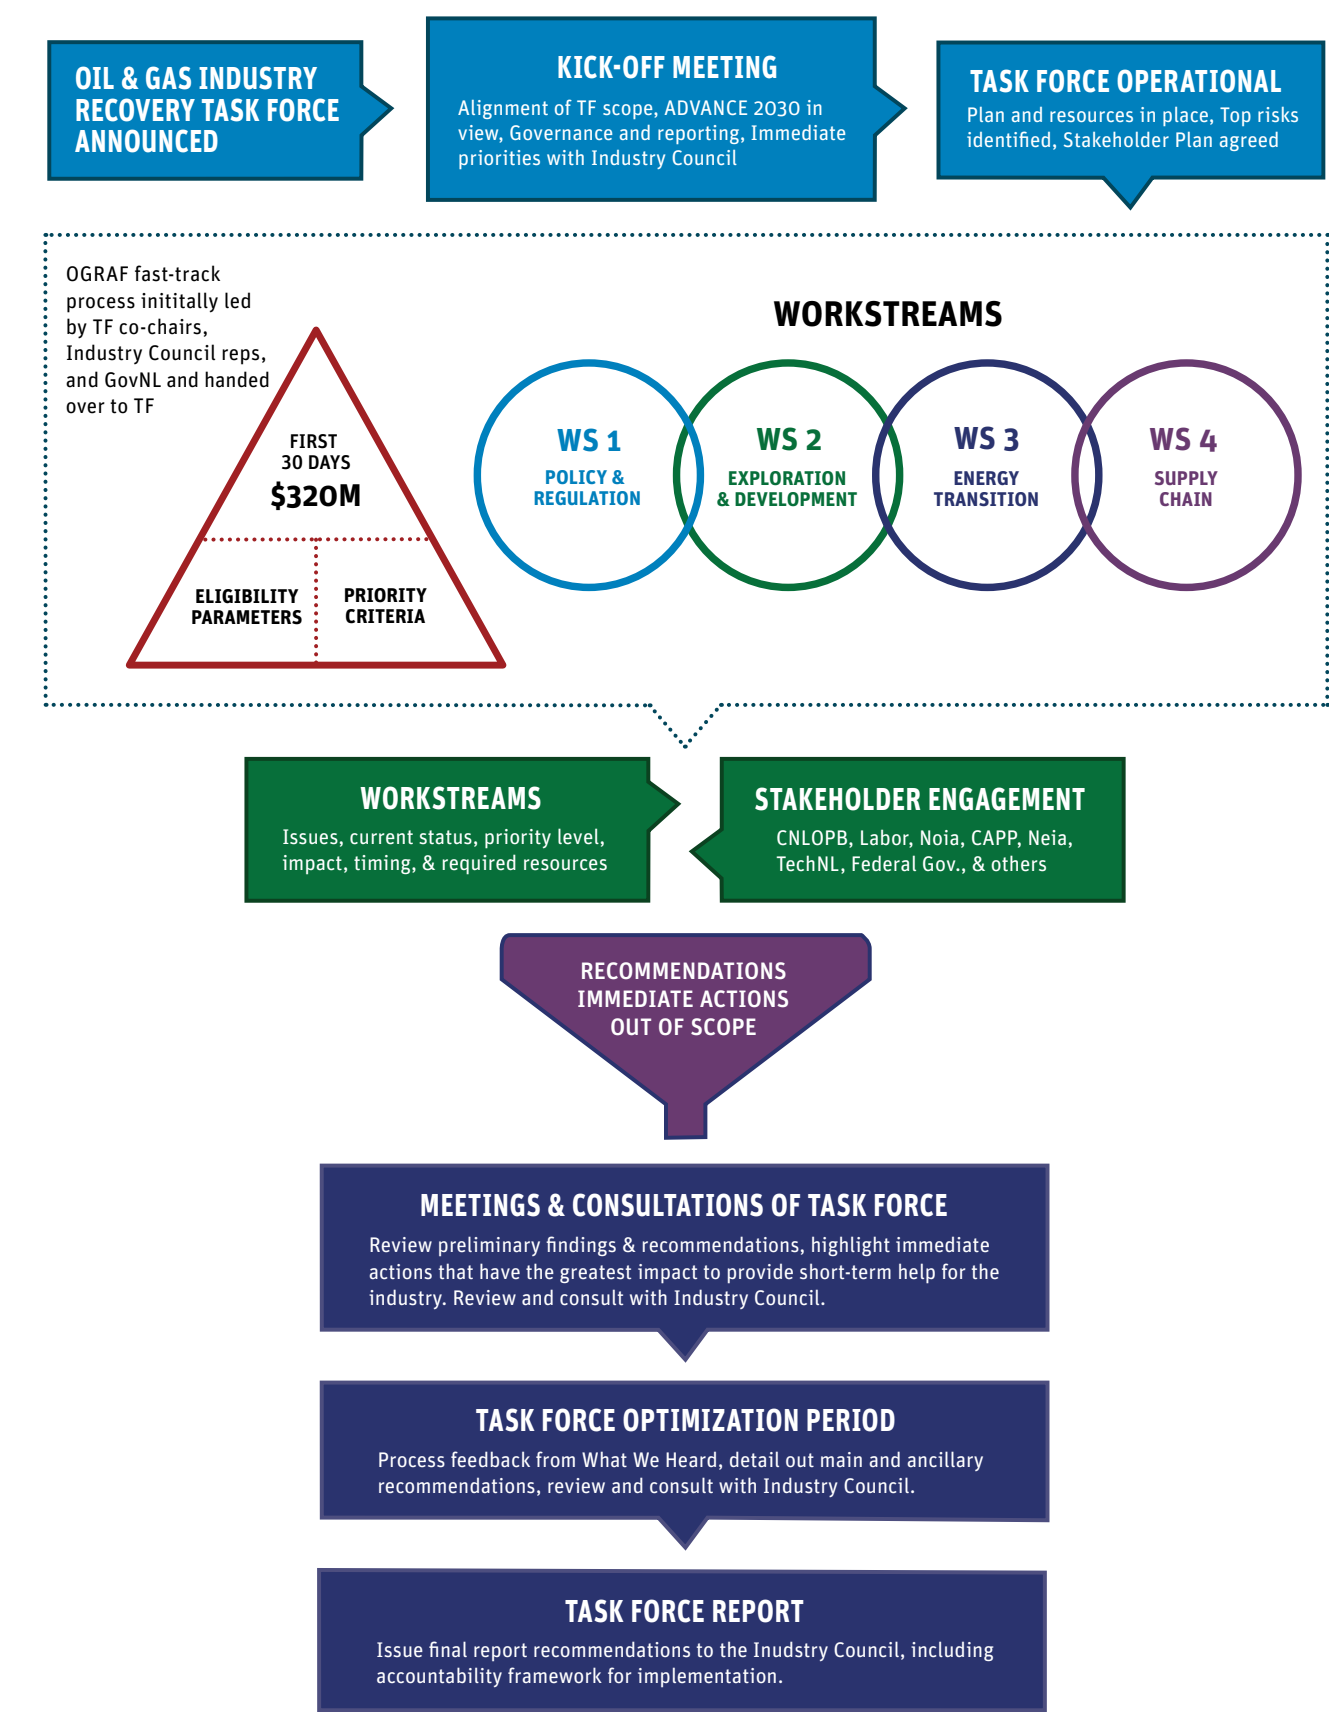 OIL & GAS INDUSTRY
RECOVERY TASK FORCE
ANNOUNCED
KICK-OFF MEETING
Alignment of TF scope, ADVANCE 2030 in
view, Governance and reporting, Immediate
priorities with Industry Council
TASK FORCE OPERATIONAL
Plan and resources in place, Top risks
identified, Stakeholder Plan agreed
OGRAF fast-track
process inititally led
by TF co-chairs,
Industry Council reps,
and GovNL and handed
over to TF
FIRST
30 DAYS
$320M
ELIGIBILITY
PARAMETERS
PRIORITY
CRITERIA
WORKSTREAMS
WS 1
POLICY &
REGULATION
WS 2
EXPLORATION
& DEVELOPMENT
WS 3
ENERGY
TRANSITION
WS 4
SUPPLY
CHAIN
WORKSTREAMS
Issues, current status, priority level,
impact, timing, & required resources
STAKEHOLDER ENGAGEMENT
CNLOPB, Labor, Noia, CAPP, Neia,
TechNL, Federal Gov., & others
RECOMMENDATIONS
IMMEDIATE ACTIONS
OUT OF SCOPE
MEETINGS & CONSULTATIONS OF TASK FORCE
Review preliminary findings & recommendations, highlight immediate
actions that have the greatest impact to provide short-term help for the
industry. Review and consult with Industry Council.
TASK FORCE OPTIMIZATION PERIOD
Process feedback from What We Heard, detail out main and ancillary
recommendations, review and consult with Industry Council.
TASK FORCE REPORT
Issue final report recommendations to the Inudstry Council, including
accountability framework for implementation.